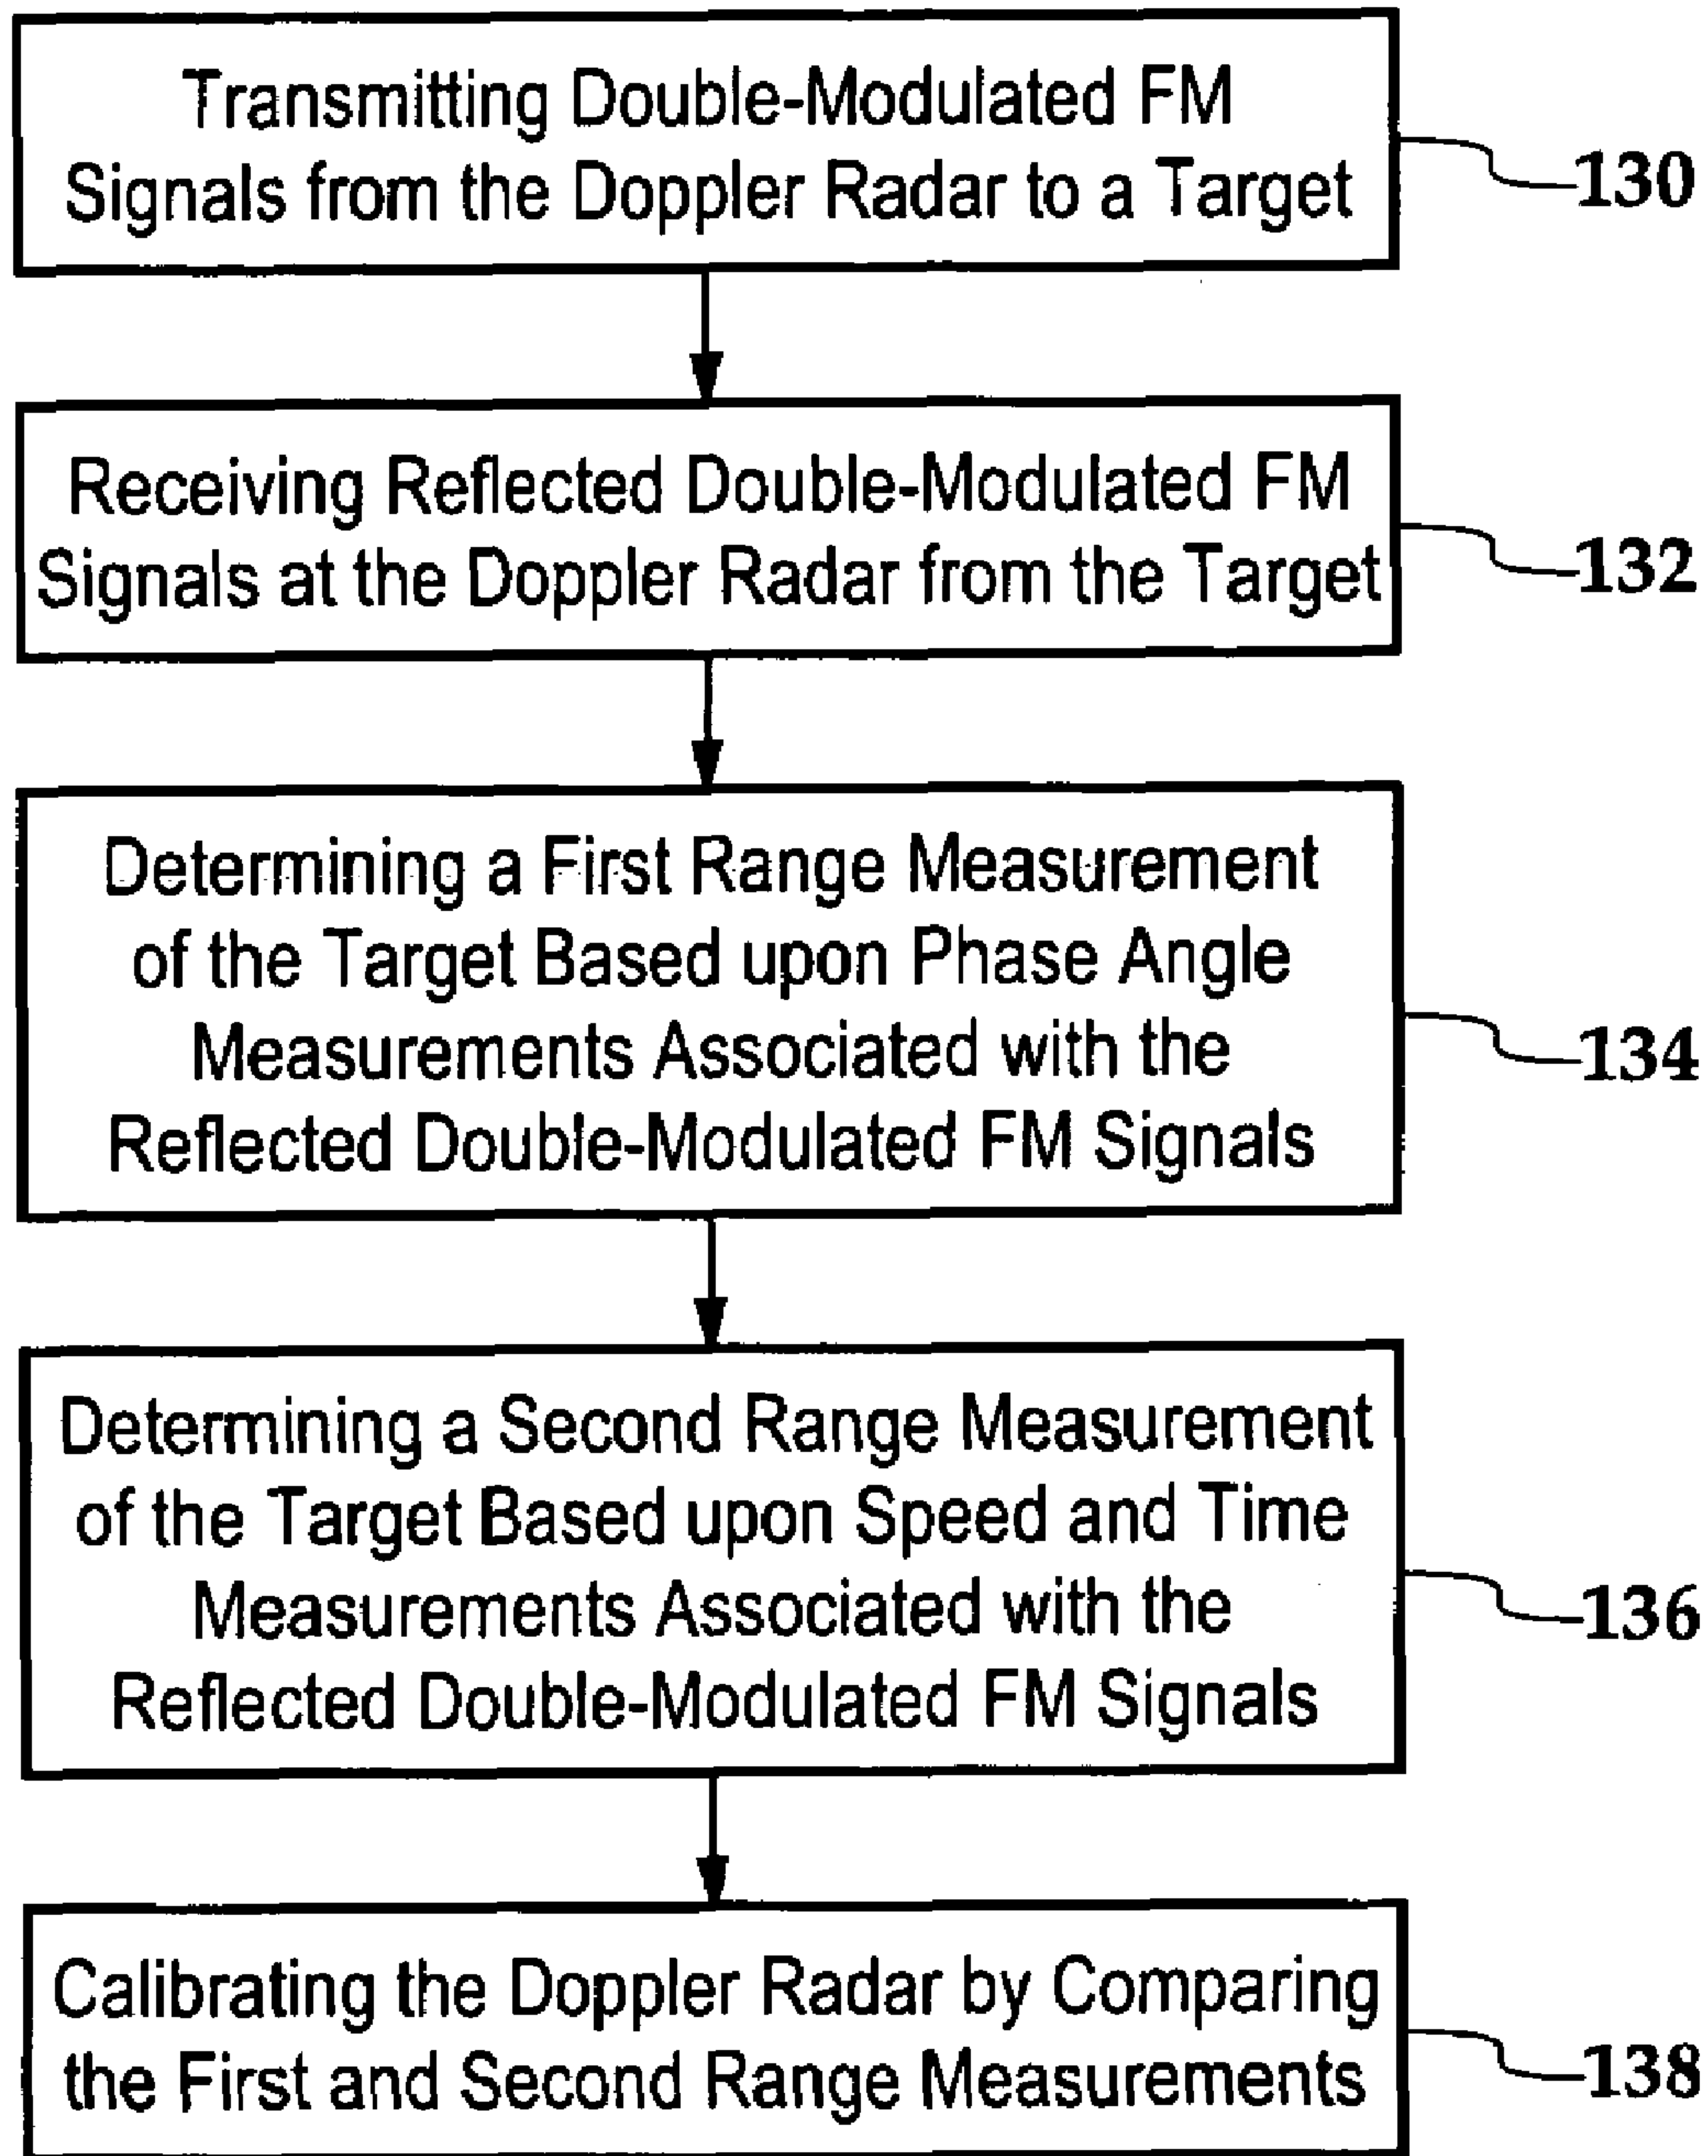 Transmitting Double-Modulated FM
Signals from the Doppler Radar to a Target
130
Receiving Reflected Double-Modulated FM
Signals at the Doppler Radar from the Target
132
Determining a First Range Measurement
of the Target Based upon Phase Angle
Measurements Associated with the
Reflected Double-Modulated FM Signals
134
Determining a Second Range Measurement
of the Target Based upon Speed and Time
Measurements Associated with the
Reflected Double-Modulated FM Signals
136
Calibrating the Doppler Radar by Comparing
the First and Second Range Measurements
138